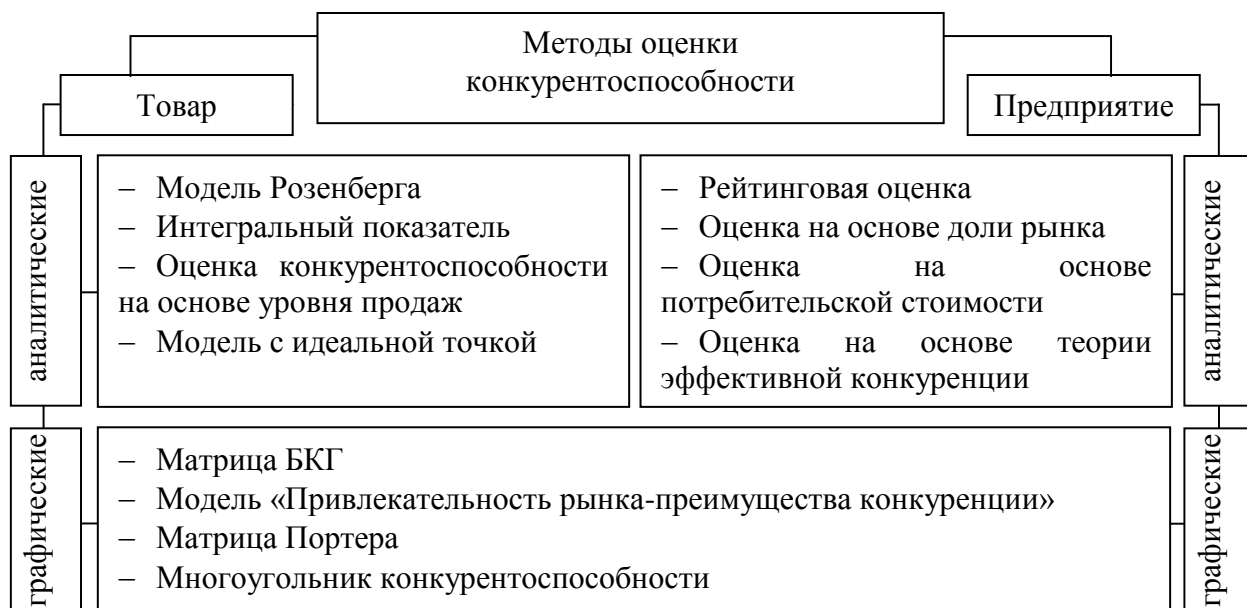 Методы оценки
конкурентоспособности
Товар
Предприятие
аналитические
– Модель Розенберга
– Интегральный показатель
– Оценка конкурентоспособности
на основе уровня продаж
– Модель с идеальной точкой
– Рейтинговая оценка
– Оценка на основе доли рынка
– Оценка на основе
потребительской стоимости
– Оценка на основе теории
эффективной конкуренции
аналитические
графические
– Матрица БКГ
– Модель «Привлекательность рынка-преимущества конкуренции»
– Матрица Портера
– Многоугольник конкурентоспособности
графические